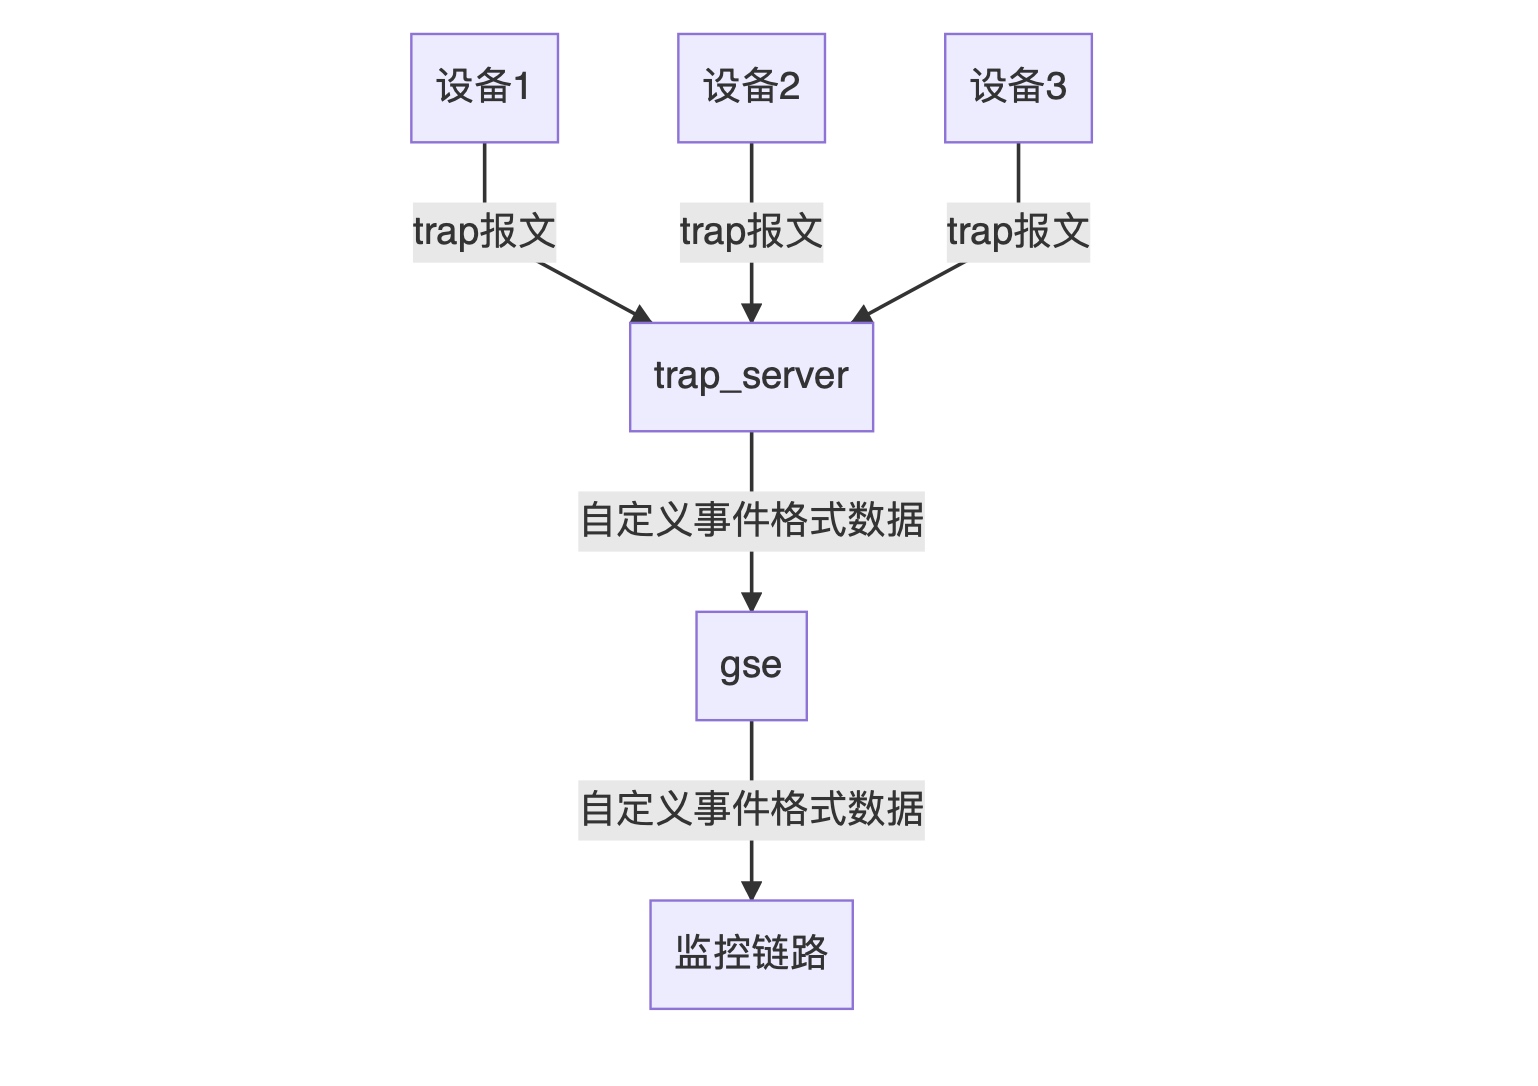 设备1
设备2
设备3
trap报文
trap报文
trap报文
trap_server
自定义事件格式数据
gse
自定义事件格式数据
监控链路